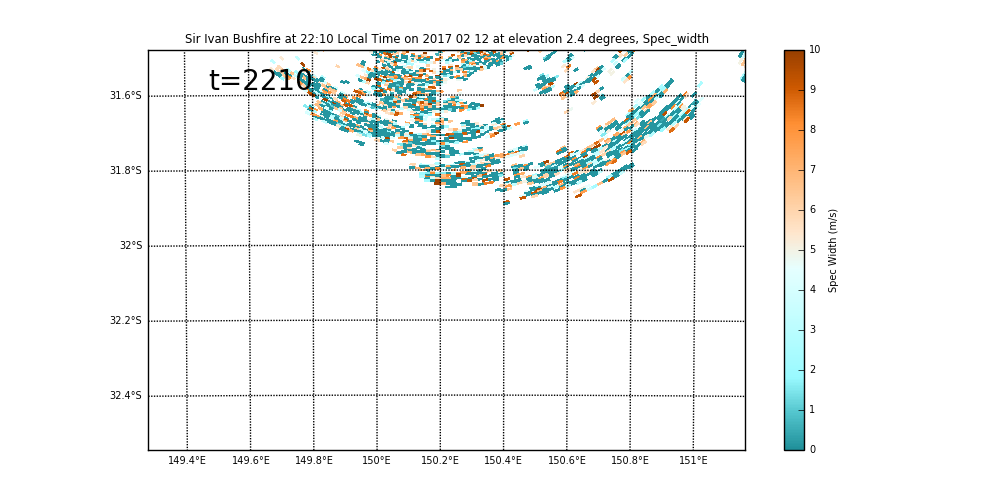 Sir Ivan Bushfire at 22:10 Local Time on 2017 02 12 at elevation 2.4 degrees, Spec_width
t=2210
31.6°S
31.8°S
32°S
32.2°S
32.4°S
149.4°E 149.6°E 149.8°E 150°E 150.2°E 150.4°E 150.6°E 150.8°E 151°E
10
9
8
7
6
5
4
3
2
1
0
Spec Width (m/s)